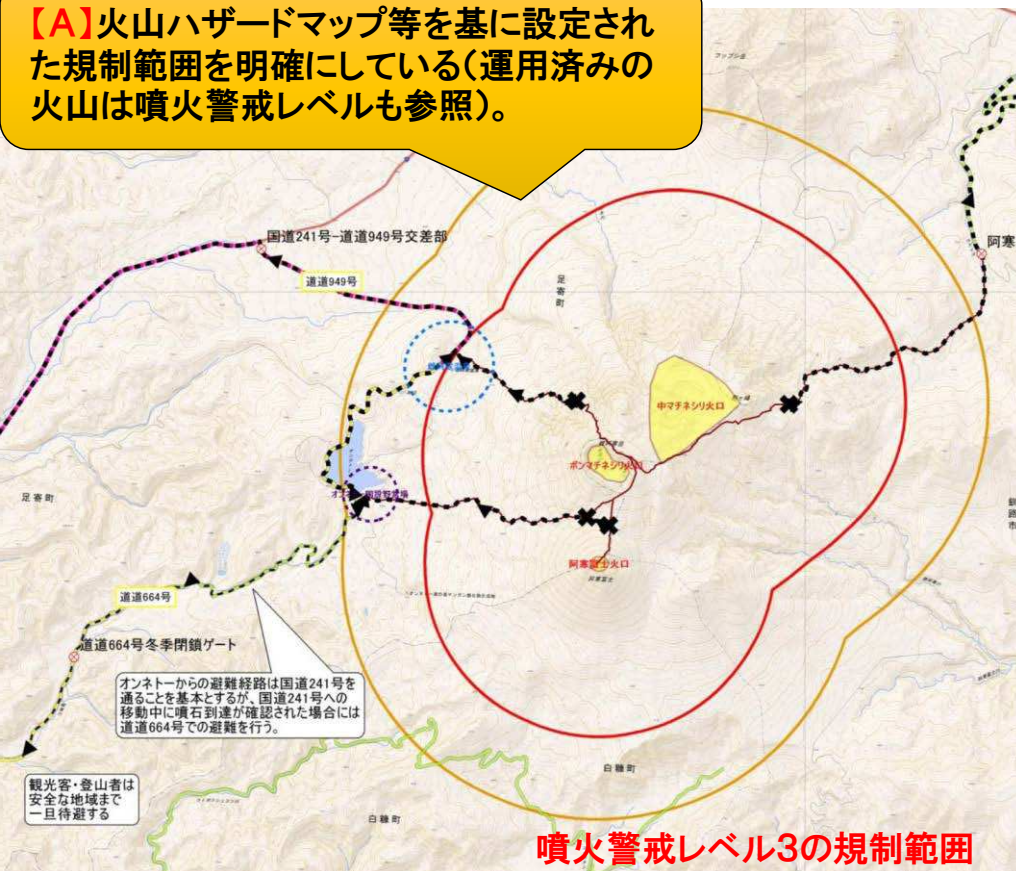 【A】火山ハザードマップ等を基に設定され
た規制範囲を明確にしている(運用済みの
火山は噴火警戒レベルも参照)。
フップシ岳
国道241号-道道949号交差部
道道949号
阿寒
足寄町
中マチネシリ火口
ポンマチネシリ火口
阿寒富士火口
阿寒富士
足寄町
釧路市
道道664号
道道664号冬季閉鎖ゲート
オンネトーからの避難経路は国道241号を
通ることを基本とするが、国道241号への
移動中に噴石到達が確認された場合には
道道664号での避難を行う。
観光客・登山者は
安全な地域まで
一旦待避する
白糠町
白糠町
噴火警戒レベル3の規制範囲